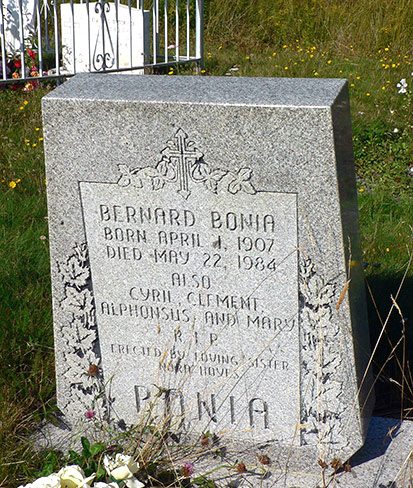 BERNARD BONIA
BORN APRIL 1, 1907
DIED MAY 22, 1984
ALSO
CYRIL, CLEMENT
ALPHONSUS, AND MARY
R.I.P.
ERECTED BY LOVING SISTER
NORA HOVE
BONIA